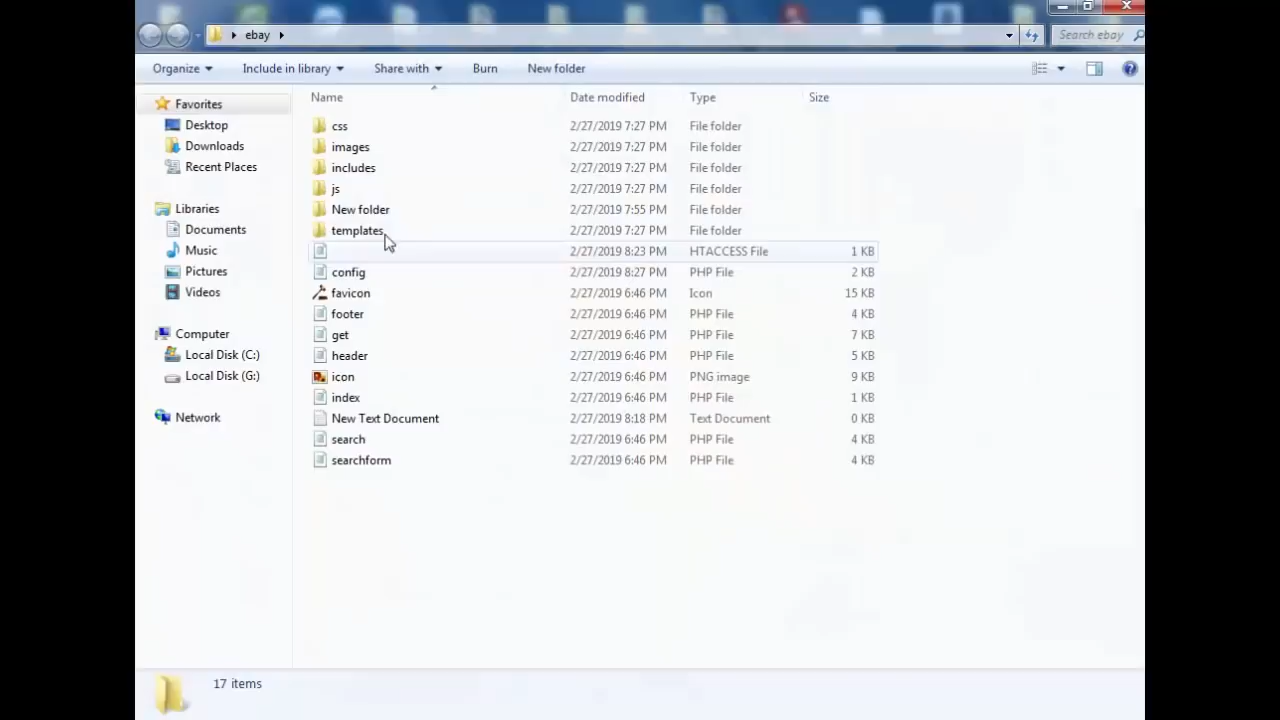 ebay
Search ebay
Organize Include in library Share with Burn New folder
Name Date modified Type Size
Favorites
Desktop
Downloads
Recent Places
Libraries
Documents
Music
Pictures
Videos
Computer
Local Disk (C:)
Local Disk (G:)
Network
css 2/27/2019 7:27 PM File folder
images 2/27/2019 7:27 PM File folder
includes 2/27/2019 7:27 PM File folder
js 2/27/2019 7:27 PM File folder
New folder 2/27/2019 7:55 PM File folder
templates 2/27/2019 7:27 PM File folder
2/27/2019 8:23 PM HTACCESS File 1 KB
config 2/27/2019 8:27 PM PHP File 2 KB
favicon 2/27/2019 6:46 PM Icon 15 KB
footer 2/27/2019 6:46 PM PHP File 4 KB
get 2/27/2019 6:46 PM PHP File 7 KB
header 2/27/2019 6:46 PM PHP File 5 KB
icon 2/27/2019 6:46 PM PNG image 9 KB
index 2/27/2019 6:46 PM PHP File 1 KB
New Text Document 2/27/2019 8:18 PM Text Document 0 KB
search 2/27/2019 6:46 PM PHP File 4 KB
searchform 2/27/2019 6:46 PM PHP File 4 KB
17 items